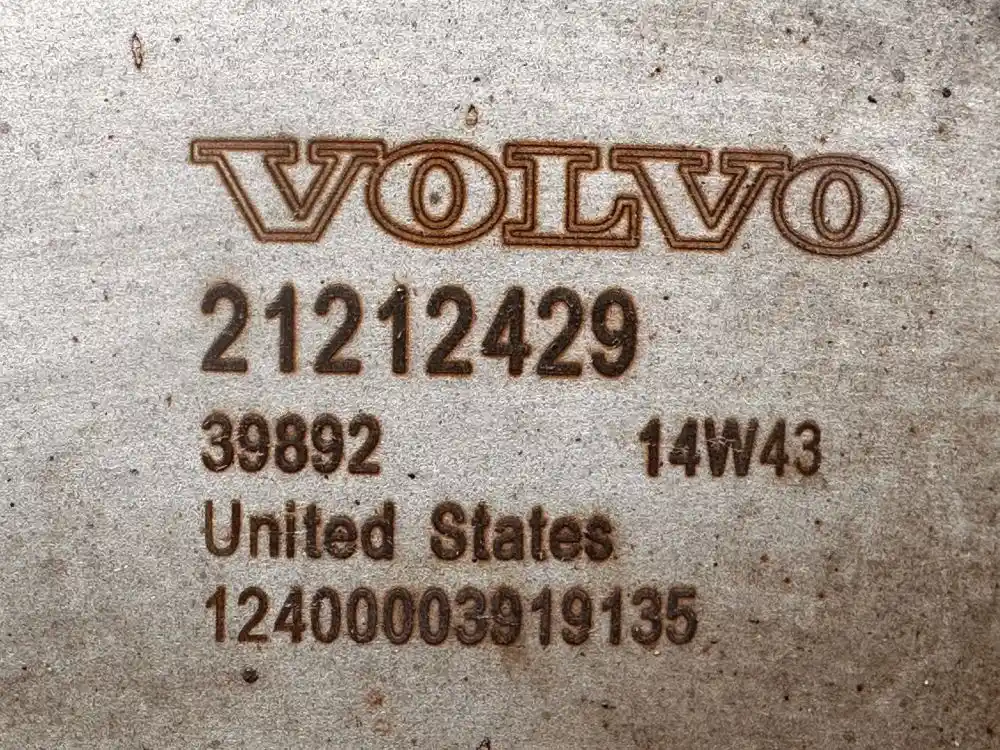 VOLVO
21212429
39892 14W43
United States
12400003919135